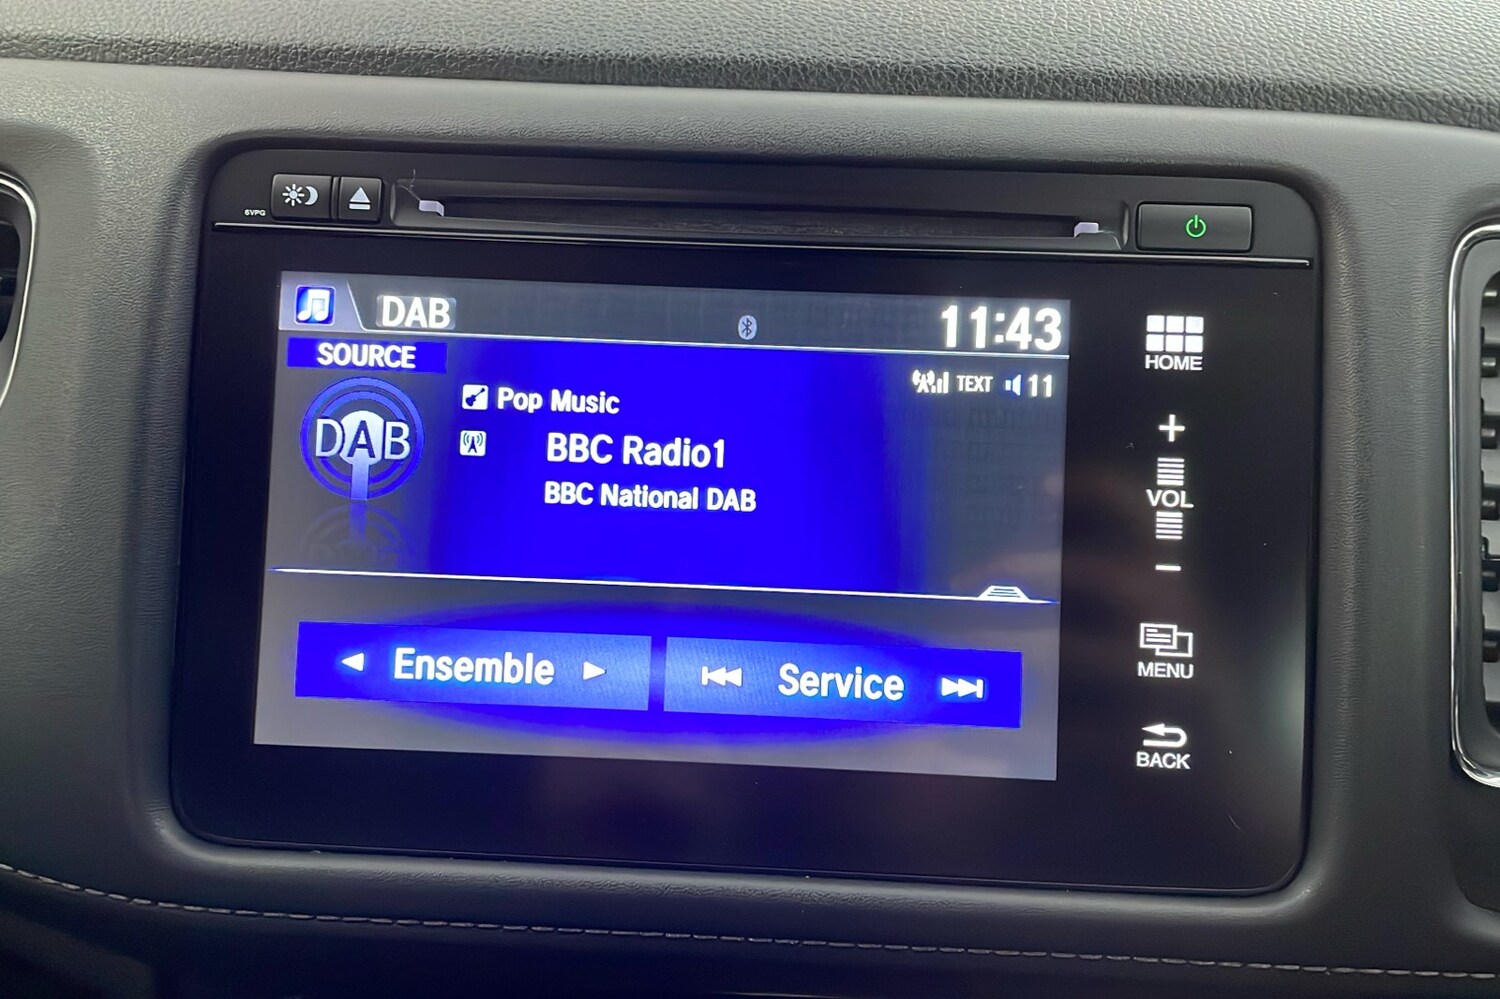 6VPG
DAB
11:43
SOURCE
TEXT 11
DAB
Pop Music
BBC Radio1
BBC National DAB
Ensemble
Service
HOME
+
VOL
−
MENU
BACK